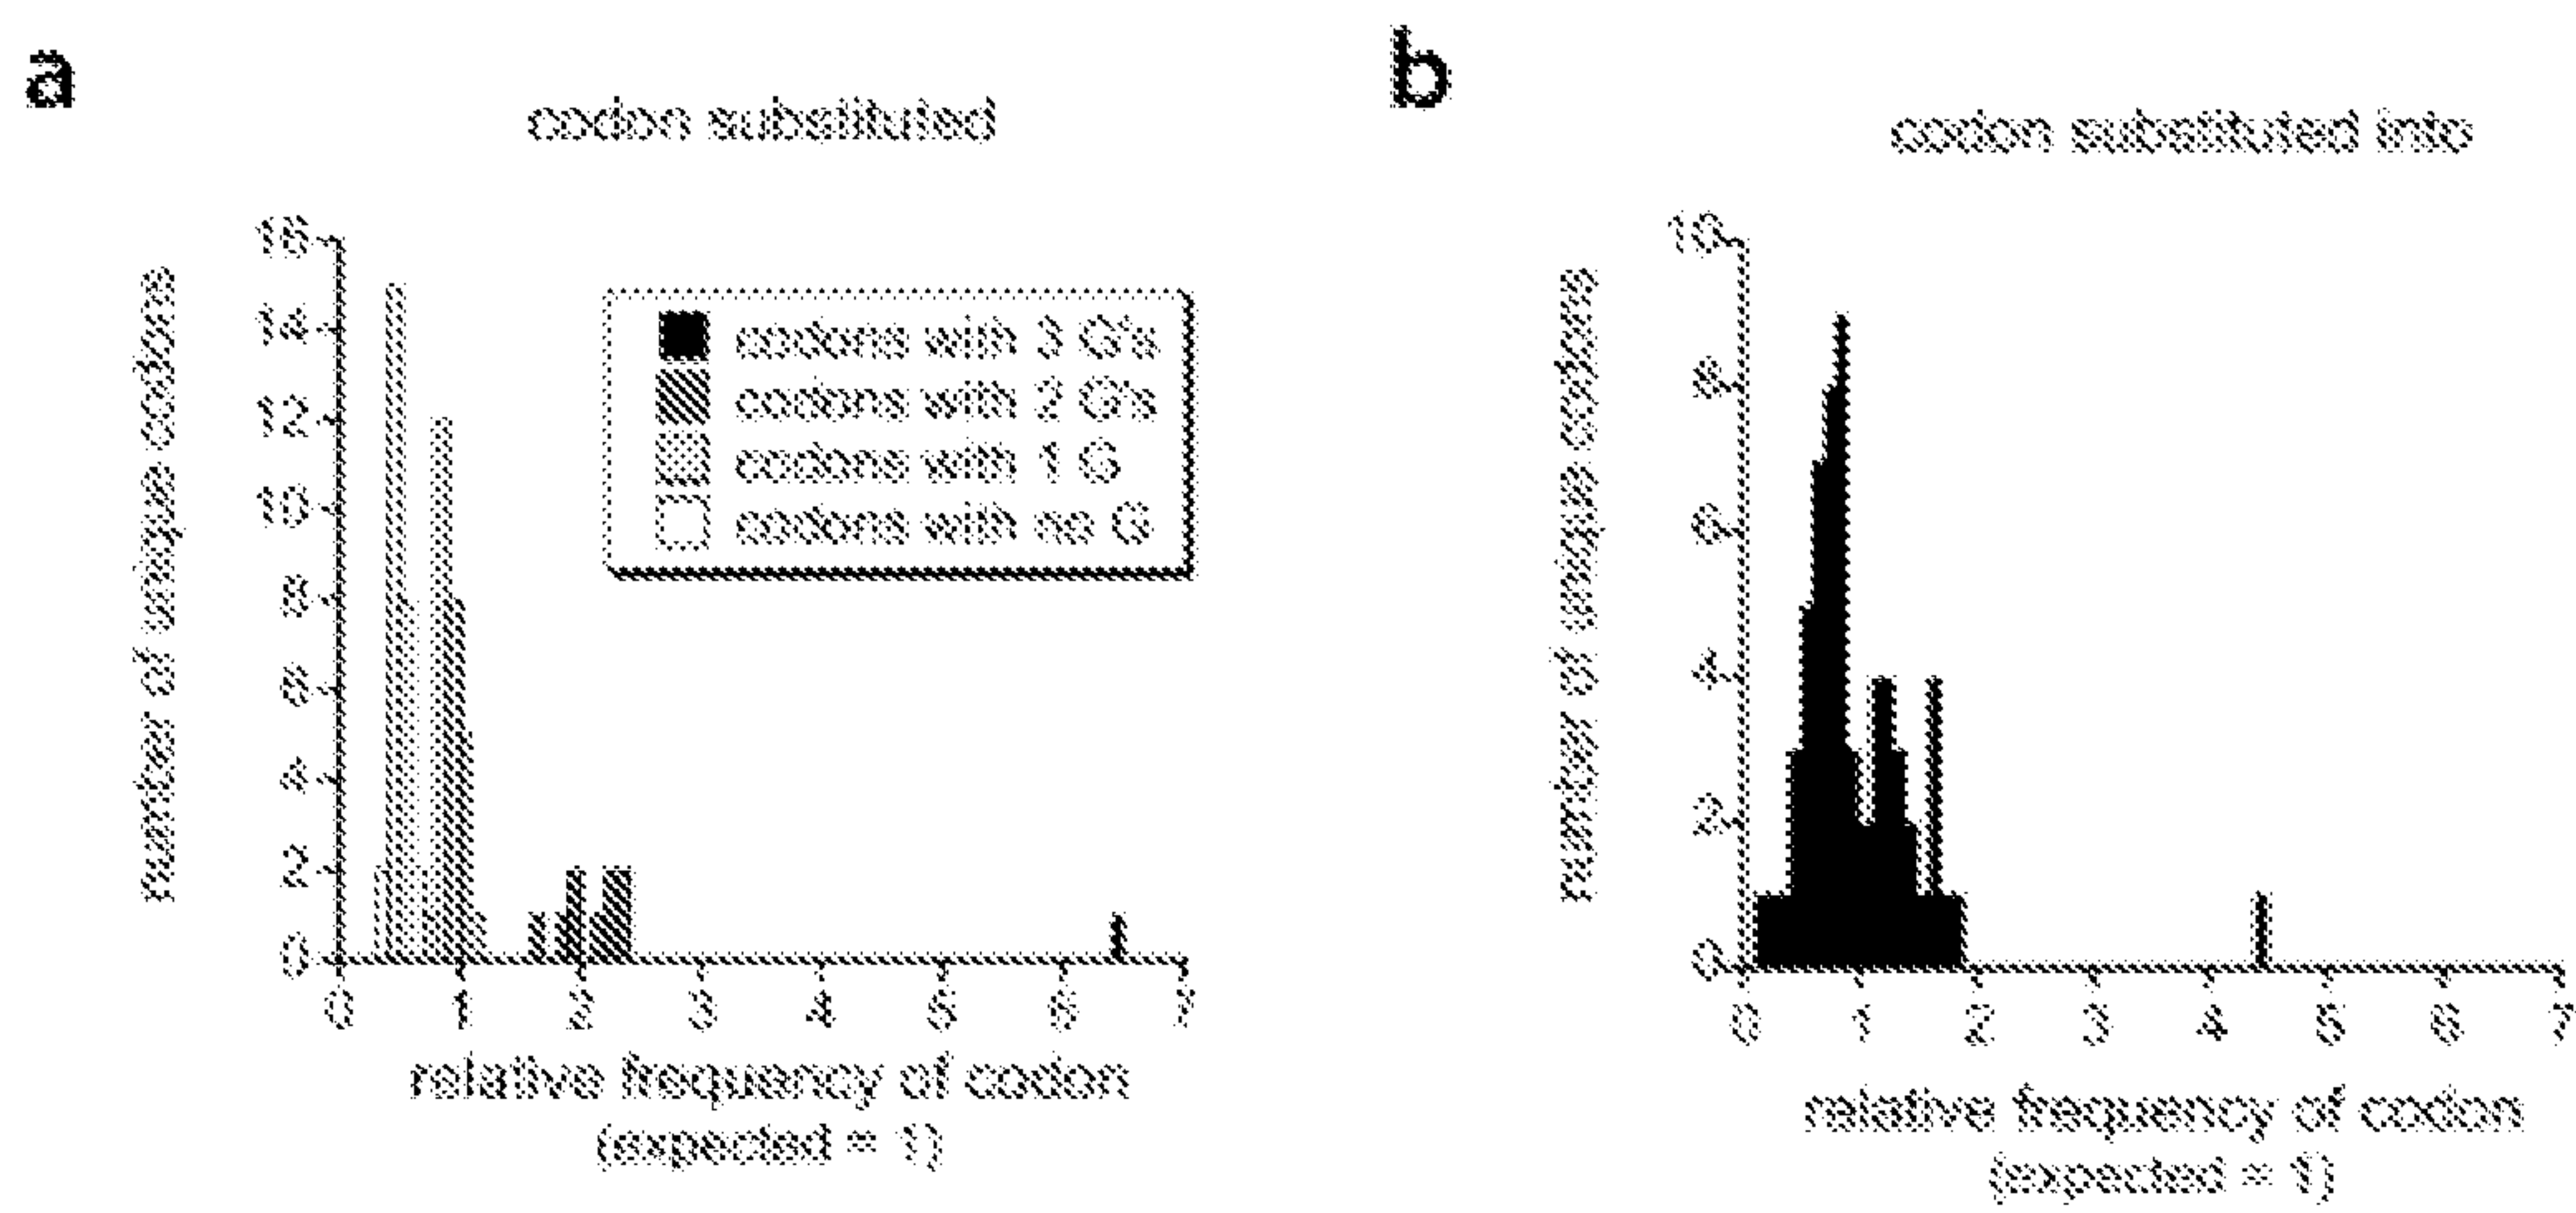 a
codon substituted
number of unique codons
16
14
12
10
8
6
4
2
0
codons with 3 G's
codons with 2 G's
codons with 1 G
codons with no G
0 1 2 3 4 5 6 7
relative frequency of codon
(expected = 1)
b
codon substituted into
number of unique codons
10
8
6
4
2
0
0 1 2 3 4 5 6 7
relative frequency of codon
(expected = 1)